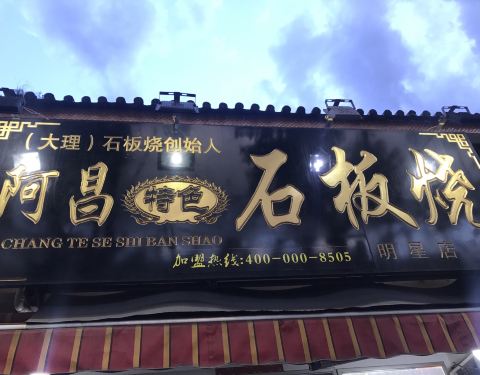 （大理）石板烧创始人
阿昌 特色 石板烧
CHANG TE SE SHI BAN SHAO
明星店
加盟热线:400-000-8505